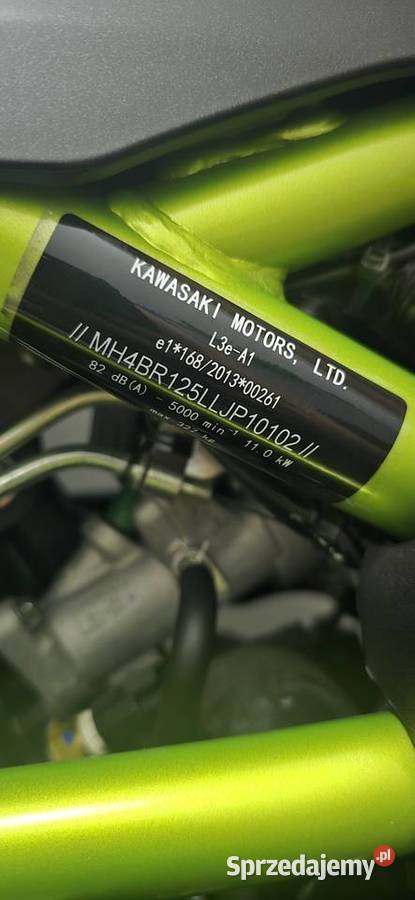 KAWASAKI MOTORS, LTD.
L3e-A1
e1*168/2013*00261
// MH4BR125LLJP10102 //
82 dB(A) - 5000 min⁻¹ 11.0 kW
max
Sprzedajemy.pl